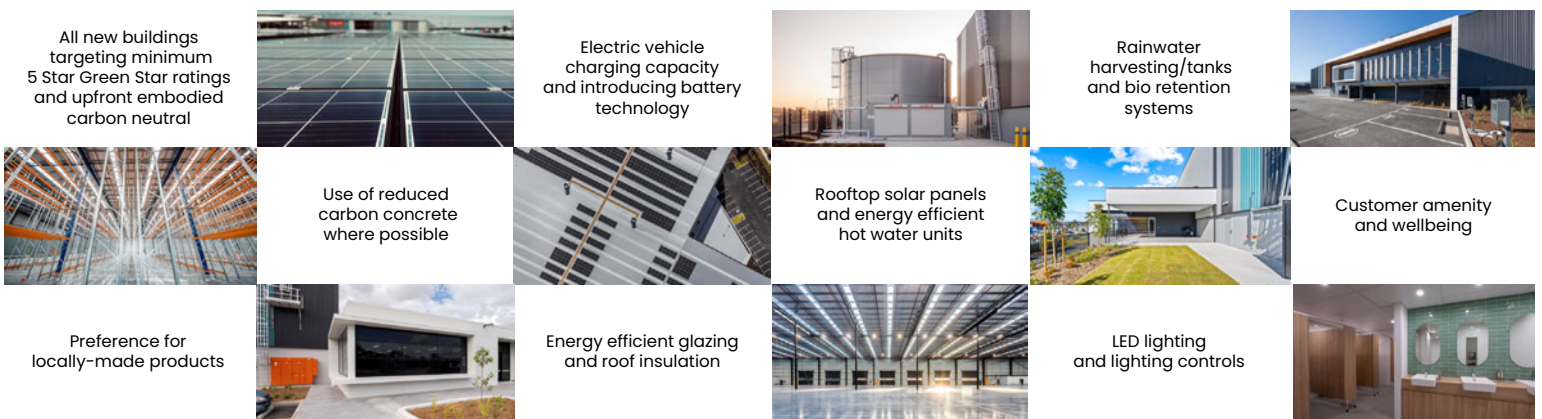 All new buildings
targeting minimum
5 Star Green Star ratings
and upfront embodied
carbon neutral
Electric vehicle
charging capacity
and introducing battery
technology
Rainwater
harvesting/tanks
and bio retention
systems
Use of reduced
carbon concrete
where possible
Rooftop solar panels
and energy efficient
hot water units
Customer amenity
and wellbeing
Preference for
locally-made products
Energy efficient glazing
and roof insulation
LED lighting
and lighting controls